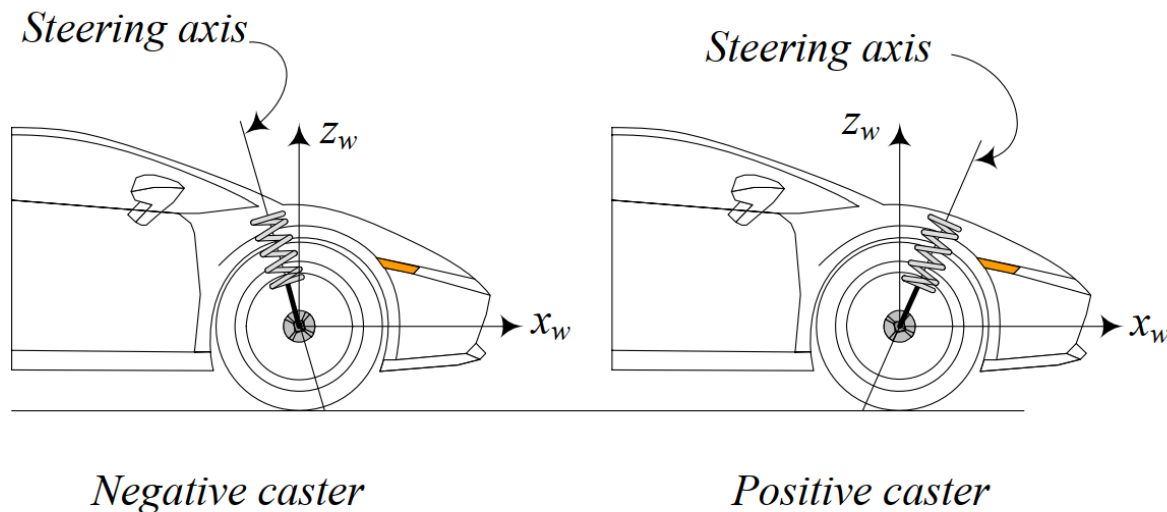 Steering axis
Steering axis
z_w
z_w
x_w
x_w
Negative caster
Positive caster